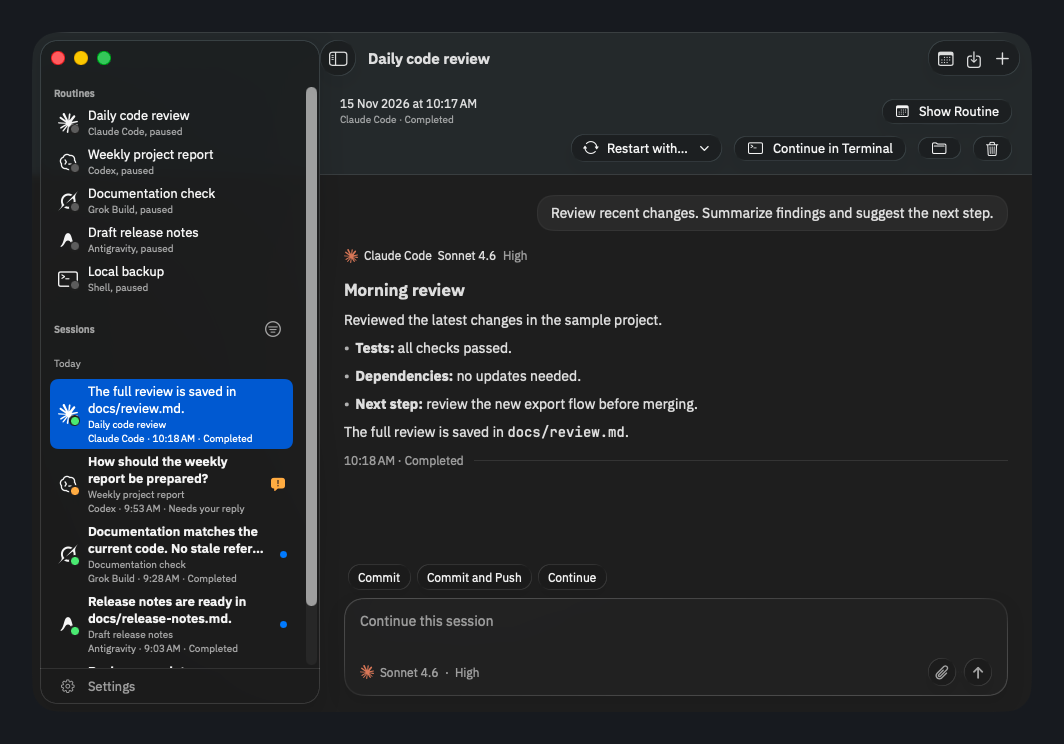 Daily code review
Routines
Daily code review
Claude Code, paused
Weekly project report
Codex, paused
Documentation check
Grok Build, paused
Draft release notes
Antigravity, paused
Local backup
Shell, paused
Sessions
Today
The full review is saved in
docs/review.md.
Daily code review
Claude Code · 10:18 AM · Completed
How should the weekly
report be prepared?
Weekly project report
Codex · 9:53 AM · Needs your reply
Documentation matches the
current code. No stale refer...
Documentation check
Grok Build · 9:28 AM · Completed
Release notes are ready in
docs/release-notes.md.
Draft release notes
Antigravity · 9:03 AM · Completed
Settings
15 Nov 2026 at 10:17 AM
Claude Code · Completed
Show Routine
Restart with...
Continue in Terminal
Review recent changes. Summarize findings and suggest the next step.
Claude Code Sonnet 4.6 High
Morning review
Reviewed the latest changes in the sample project.
• Tests: all checks passed.
• Dependencies: no updates needed.
• Next step: review the new export flow before merging.
The full review is saved in docs/review.md.
10:18 AM · Completed
Commit
Commit and Push
Continue
Continue this session
Sonnet 4.6 · High